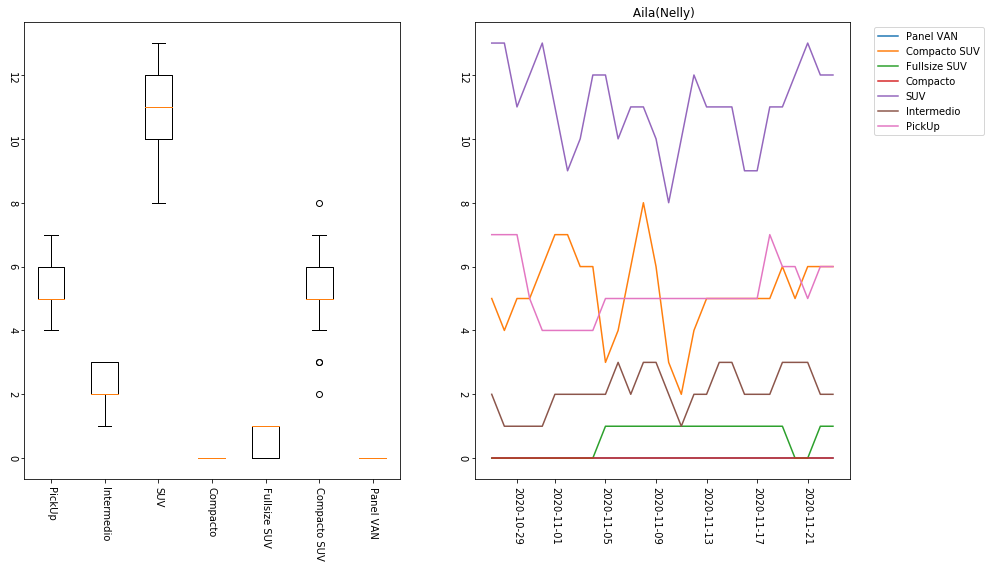 Aila(Nelly)
12
10
8
6
4
2
0
PickUp
Intermedio
SUV
Compacto
Fullsize SUV
Compacto SUV
Panel VAN
12
10
8
6
4
2
0
2020-10-29
2020-11-01
2020-11-05
2020-11-09
2020-11-13
2020-11-17
2020-11-21
Panel VAN
Compacto SUV
Fullsize SUV
Compacto
SUV
Intermedio
PickUp